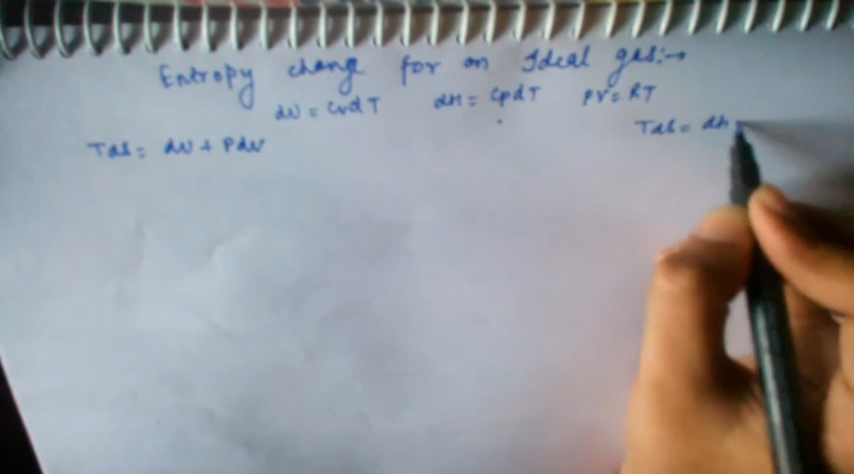 Entropy change for an Ideal gas:→
du = CvdT dH = CpdT PV = RT
Tds = dh
Tds = du + Pdv